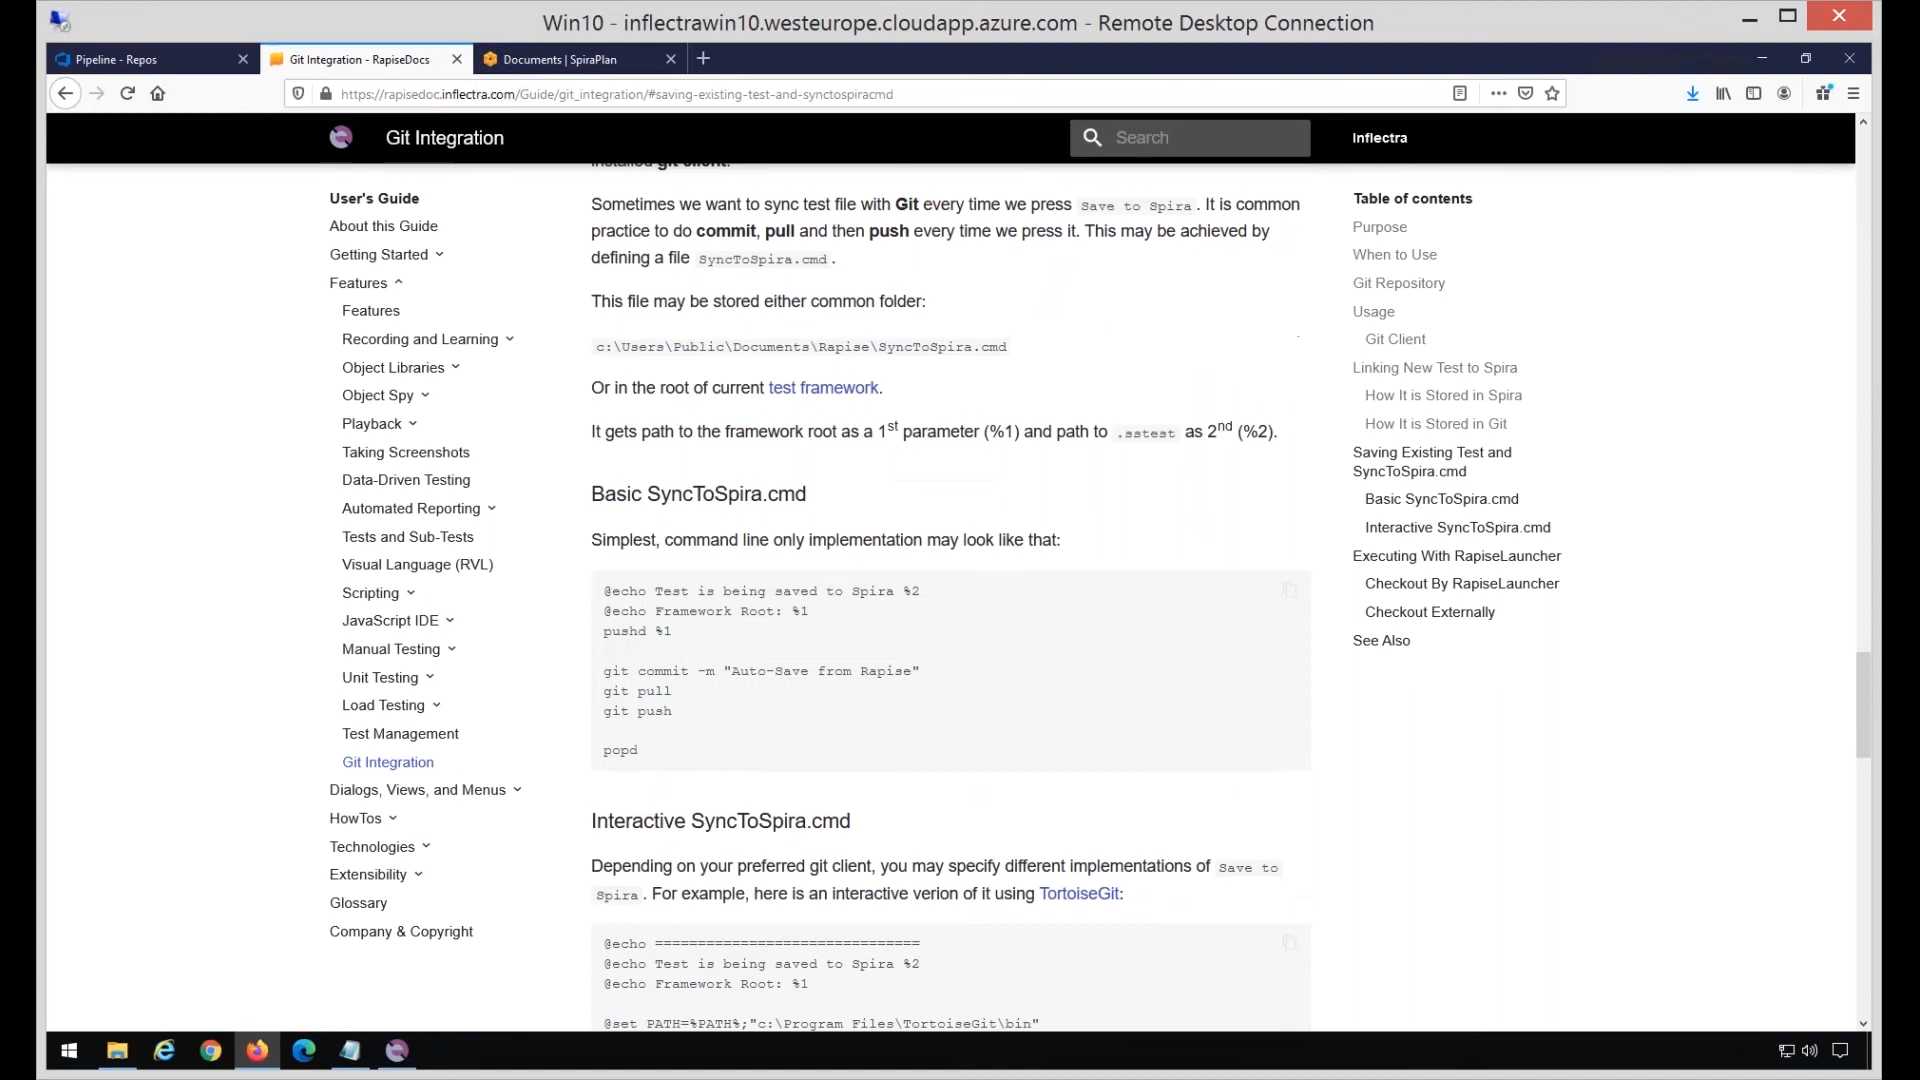 Win10 - inflectrawin10.westeurope.cloudapp.azure.com - Remote Desktop Connection
Pipeline - Repos
Git Integration - RapiseDocs
Documents | SpiraPlan
https://rapisedoc.inflectra.com/Guide/git_integration/#saving-existing-test-and-synctospiracmd
Git Integration
Search
Inflectra
User's Guide
About this Guide
Getting Started
Features
Features
Recording and Learning
Object Libraries
Object Spy
Playback
Taking Screenshots
Data-Driven Testing
Automated Reporting
Tests and Sub-Tests
Visual Language (RVL)
Scripting
JavaScript IDE
Manual Testing
Unit Testing
Load Testing
Test Management
Git Integration
Dialogs, Views, and Menus
HowTos
Technologies
Extensibility
Glossary
Company & Copyright
installed git client.
Sometimes we want to sync test file with Git every time we press Save to Spira. It is common
practice to do commit, pull and then push every time we press it. This may be achieved by
defining a file SyncToSpira.cmd.
This file may be stored either common folder:
c:\Users\Public\Documents\Rapise\SyncToSpira.cmd
Or in the root of current test framework.
It gets path to the framework root as a 1st parameter (%1) and path to .sstest as 2nd (%2).
Basic SyncToSpira.cmd
Simplest, command line only implementation may look like that:
@echo Test is being saved to Spira %2
@echo Framework Root: %1
pushd %1
git commit -m "Auto-Save from Rapise"
git pull
git push
popd
Interactive SyncToSpira.cmd
Depending on your preferred git client, you may specify different implementations of Save to
Spira. For example, here is an interactive verion of it using TortoiseGit:
@echo ===============================
@echo Test is being saved to Spira %2
@echo Framework Root: %1
@set PATH=%PATH%;"c:\Program Files\TortoiseGit\bin"
Table of contents
Purpose
When to Use
Git Repository
Usage
Git Client
Linking New Test to Spira
How It is Stored in Spira
How It is Stored in Git
Saving Existing Test and
SyncToSpira.cmd
Basic SyncToSpira.cmd
Interactive SyncToSpira.cmd
Executing With RapiseLauncher
Checkout By RapiseLauncher
Checkout Externally
See Also